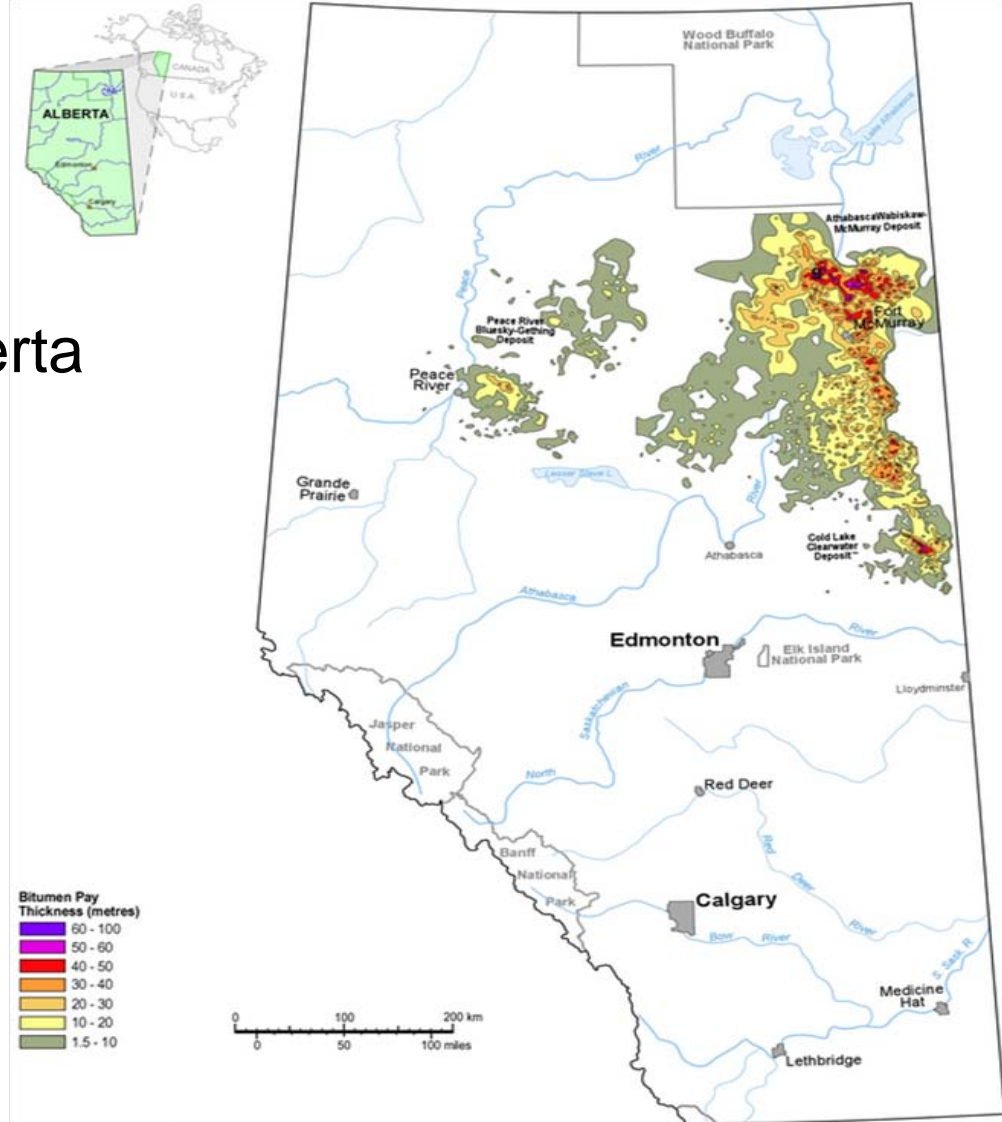 CANADA
U.S.A.
ALBERTA
Edmonton
Calgary
erta
Wood Buffalo
National Park
Lake Athabasca
River
Peace
AthabascaWabiskaw-
McMurray Deposit
Fort
McMurray
Peace River
Bluesky-Gething
Deposit
Peace
River
Grande
Prairie
Lesser Slave L.
River
Athabasca
Cold Lake
Clearwater
Deposit
Athabasca
Edmonton
River
Elk Island
National Park
Lloydminster
Saskatchewan
North
Jasper
National
Park
Red Deer
Red
Deer
River
Banff
National
Park
Calgary
Bow River
S. Sask R.
Medicine
Hat
Lethbridge
Bitumen Pay
Thickness (metres)
60 - 100
50 - 60
40 - 50
30 - 40
20 - 30
10 - 20
1.5 - 10
0 100 200 km
0 50 100 miles